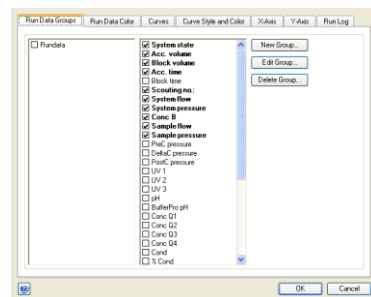 Run Data Groups Run Data Color Curves Curve Style and Color X-Axis Y-Axis Run Log
Rundata
System state
Acc. volume
Block volume
Acc. time
Block time
Scouting no.:
System flow
System pressure
Conc B
Sample flow
Sample pressure
PreC pressure
DeltaC pressure
PostC pressure
UV 1
UV 2
UV 3
pH
BufferPro pH
Conc Q1
Conc Q2
Conc Q3
Conc Q4
Cond
% Cond
New Group...
Edit Group...
Delete Group...
OK Cancel